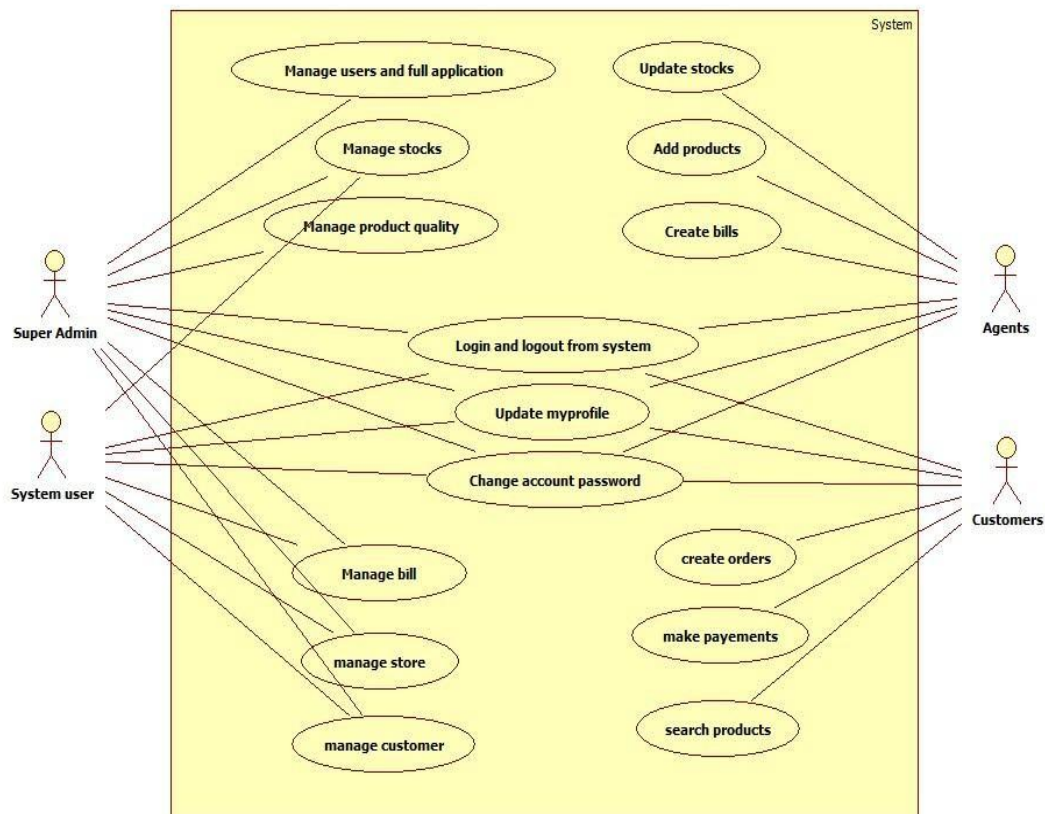 System
Manage users and full application
Update stocks
Manage stocks
Add products
Manage product quality
Create bills
Super Admin
Agents
Login and logout from system
Update myprofile
Change account password
System user
Customers
create orders
Manage bill
make payements
manage store
search products
manage customer